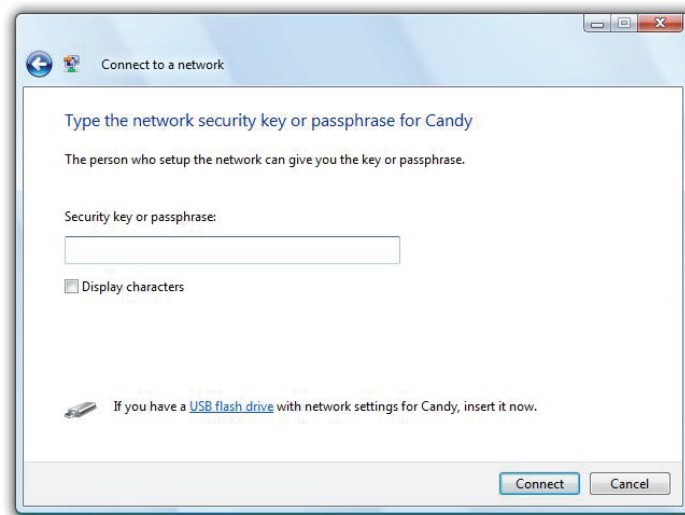 Connect to a network
Type the network security key or passphrase for Candy
The person who setup the network can give you the key or passphrase.
Security key or passphrase:
Display characters
If you have a USB flash drive with network settings for Candy, insert it now.
Connect Cancel